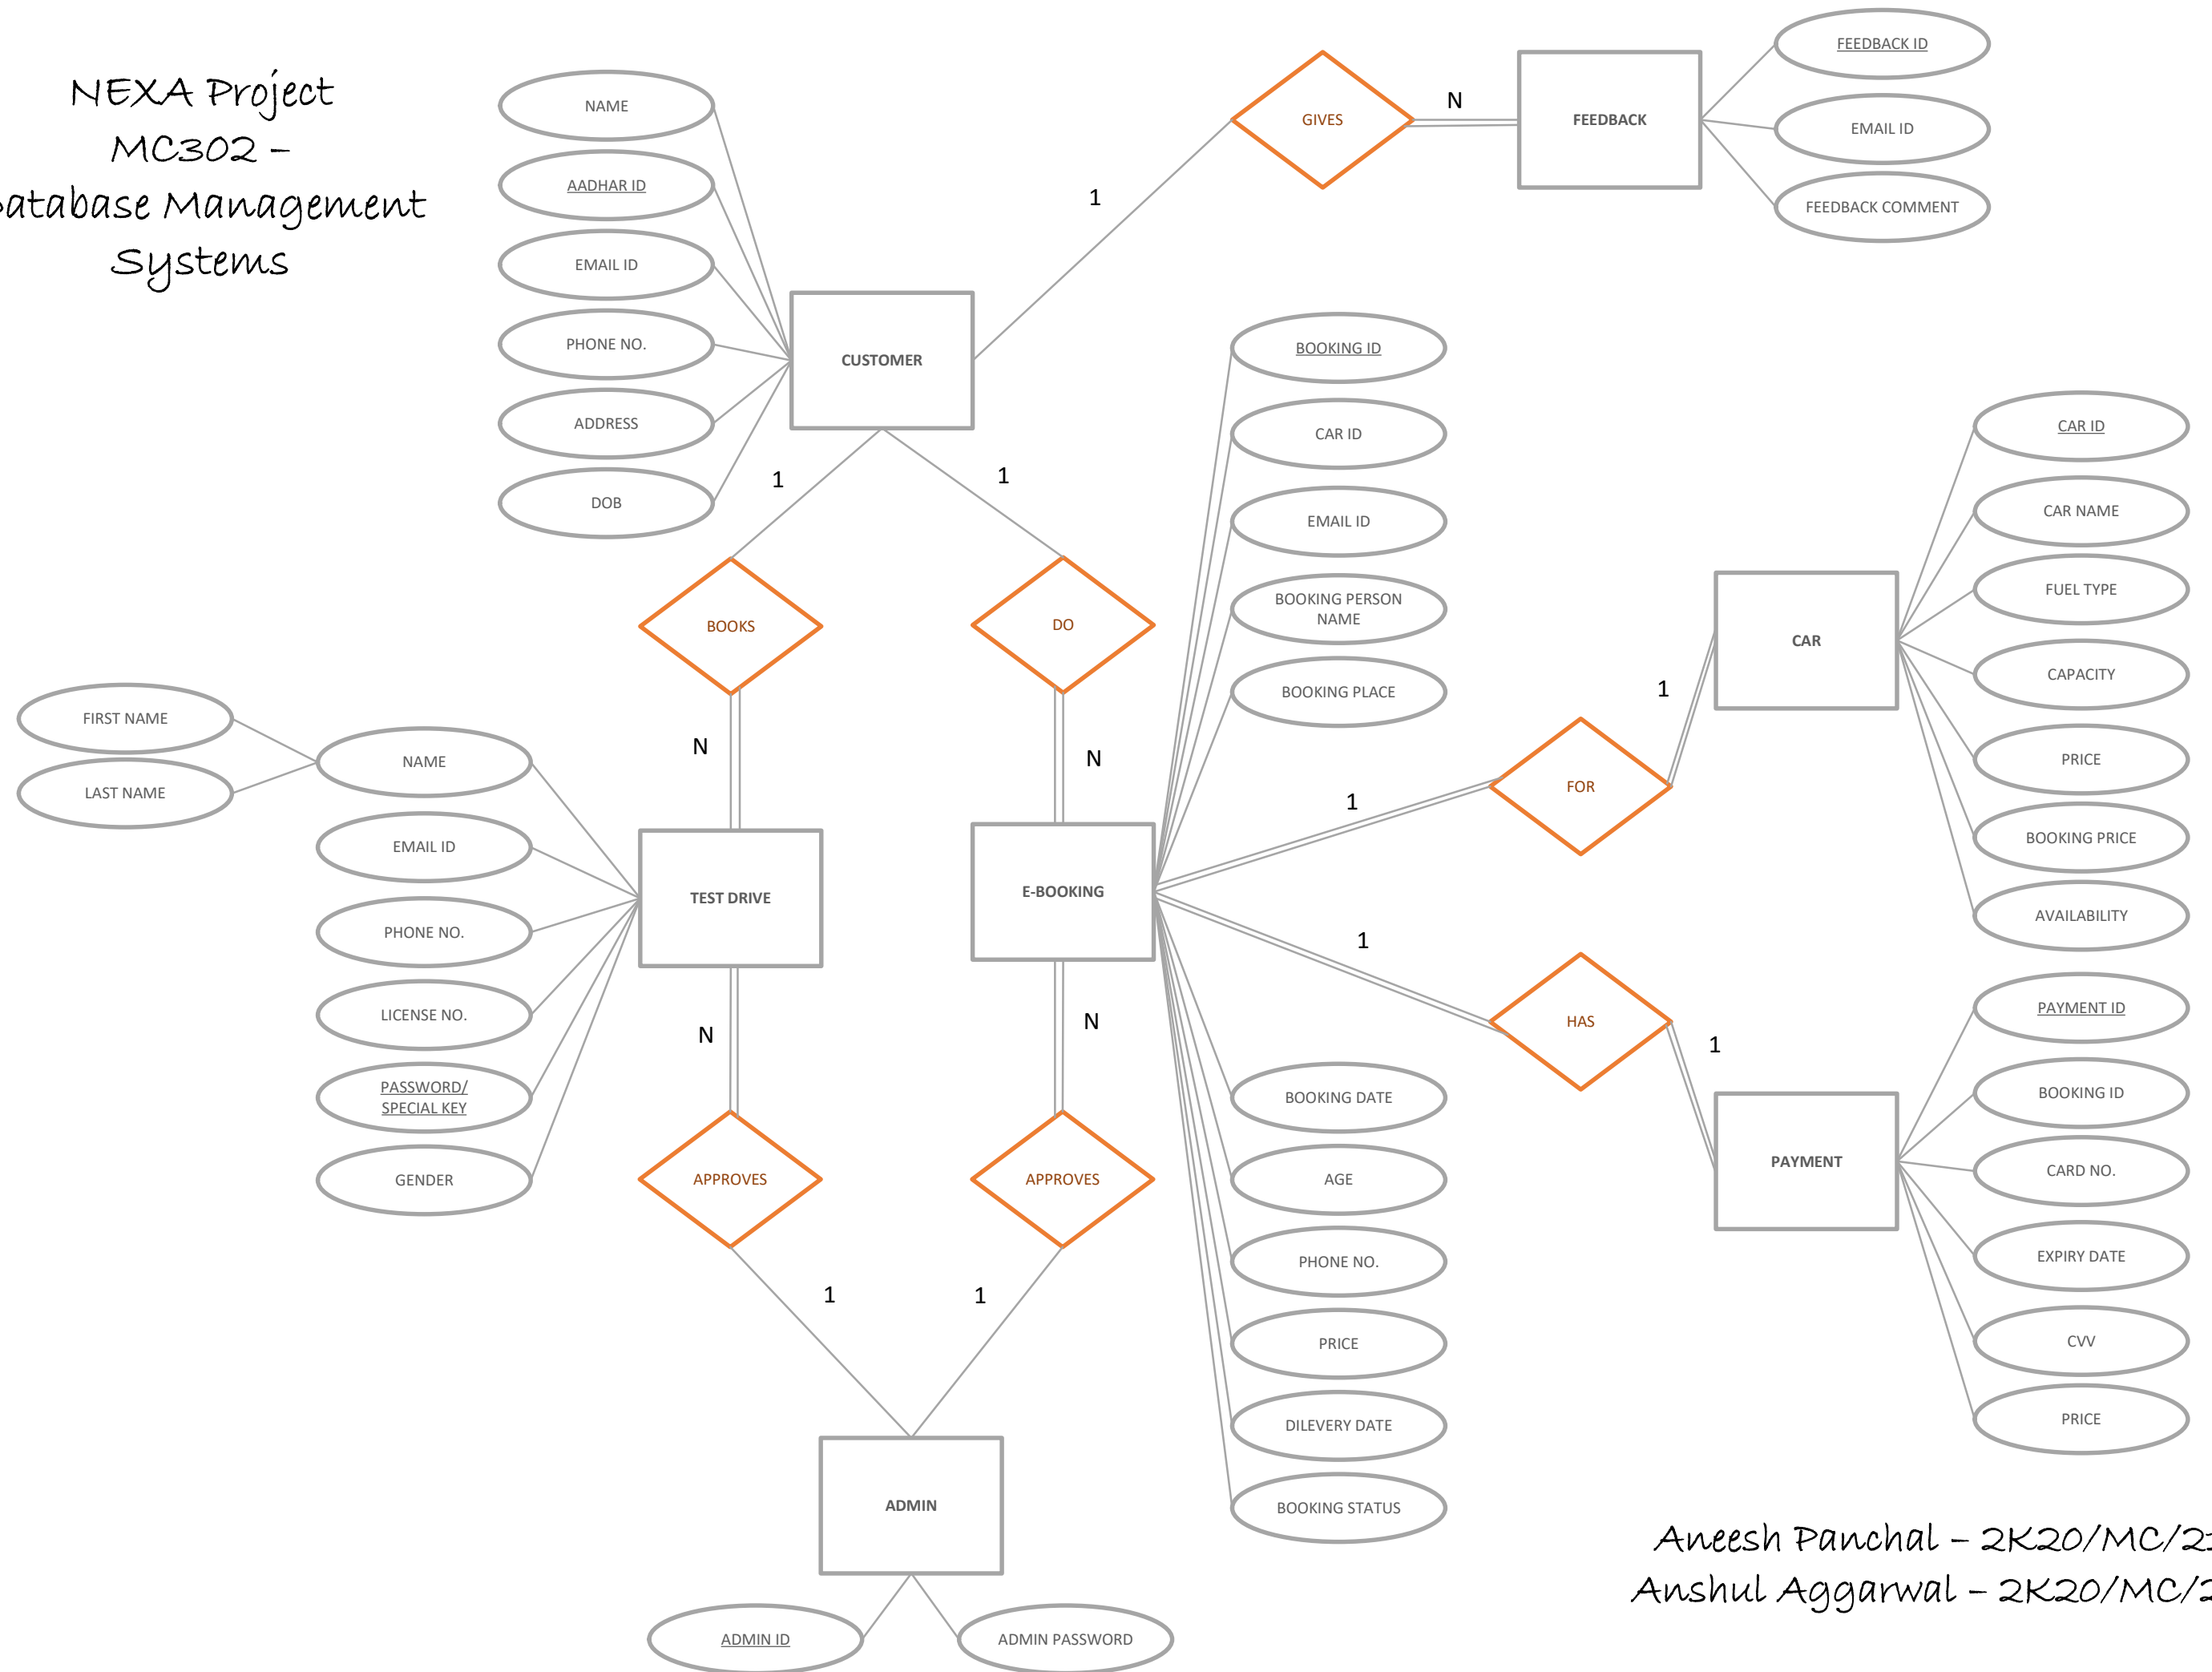 NEXA Project
MC302 –
Database Management
Systems
NAME
AADHAR ID
EMAIL ID
PHONE NO.
ADDRESS
DOB
CUSTOMER
1
GIVES
N
FEEDBACK
FEEDBACK ID
EMAIL ID
FEEDBACK COMMENT
1
BOOKS
N
1
DO
N
FIRST NAME
LAST NAME
NAME
EMAIL ID
PHONE NO.
LICENSE NO.
PASSWORD/
SPECIAL KEY
GENDER
TEST DRIVE
N
APPROVES
1
E-BOOKING
N
APPROVES
1
BOOKING ID
CAR ID
EMAIL ID
BOOKING PERSON
NAME
BOOKING PLACE
BOOKING DATE
AGE
PHONE NO.
PRICE
DILEVERY DATE
BOOKING STATUS
1
FOR
1
CAR
CAR ID
CAR NAME
FUEL TYPE
CAPACITY
PRICE
BOOKING PRICE
AVAILABILITY
1
HAS
1
PAYMENT
PAYMENT ID
BOOKING ID
CARD NO.
EXPIRY DATE
CVV
PRICE
ADMIN
ADMIN ID
ADMIN PASSWORD
Aneesh Panchal – 2K20/MC/
Anshul Aggarwal – 2K20/MC/